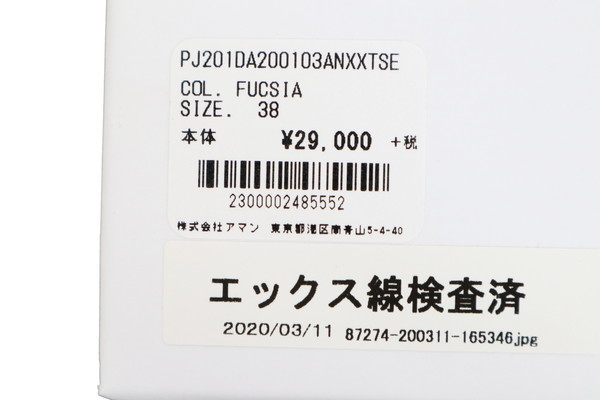 PJ201DA200103ANXXTSE
COL. FUCSIA
SIZE. 38
本体 ¥29,000 +税
2300002485552
株式会社アマン 東京都港区南青山5-4-40
エックス線検査済
2020/03/11 87274-200311-165346.jpg